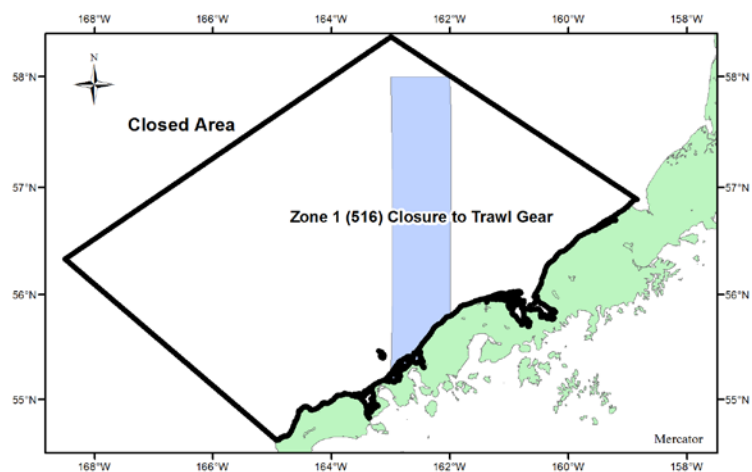 168°W 166°W 164°W 162°W 160°W 158°W
N
58°N 58°N
Closed Area
57°N 57°N
Zone 1 (516) Closure to Trawl Gear
56°N 56°N
55°N 55°N
Mercator
168°W 166°W 164°W 162°W 160°W 158°W